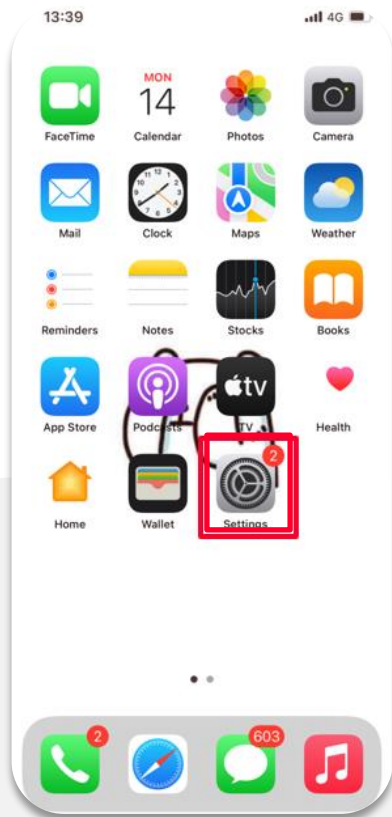 13:39 4G
MON
14
FaceTime Calendar Photos Camera
Mail Clock Maps Weather
Reminders Notes Stocks Books
tv
App Store Podcasts TV Health
2
Home Wallet Settings
2 603